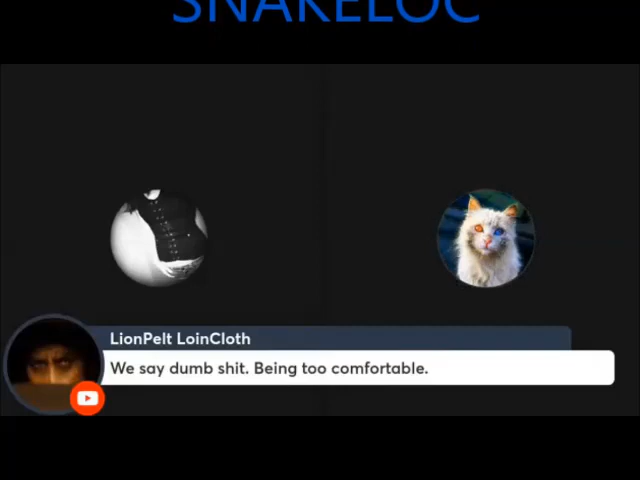 SNAKELOC
LionPelt LoinCloth
We say dumb shit. Being too comfortable.